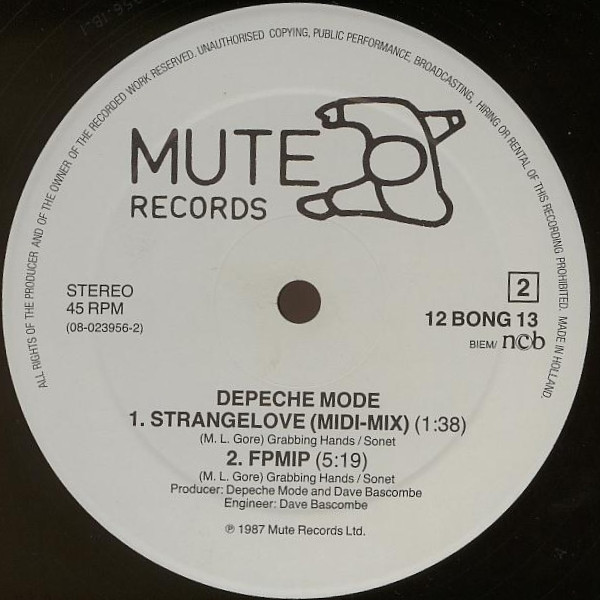 ALL RIGHTS OF THE PRODUCER AND OF THE OWNER OF THE RECORDED WORK RESERVED. UNAUTHORISED COPYING, PUBLIC PERFORMANCE, BROADCASTING, HIRING OR RENTAL OF THIS RECORDING PROHIBITED. MADE IN HOLLAND.
MUTE
RECORDS
STEREO
45 RPM
(08-023956-2)
2
12 BONG 13
BIEM/ ncb
DEPECHE MODE
1. STRANGELOVE (MIDI-MIX) (1:38)
(M. L. Gore) Grabbing Hands / Sonet
2. FPMIP (5:19)
(M. L. Gore) Grabbing Hands / Sonet
Producer: Depeche Mode and Dave Bascombe
Engineer: Dave Bascombe
℗ 1987 Mute Records Ltd.